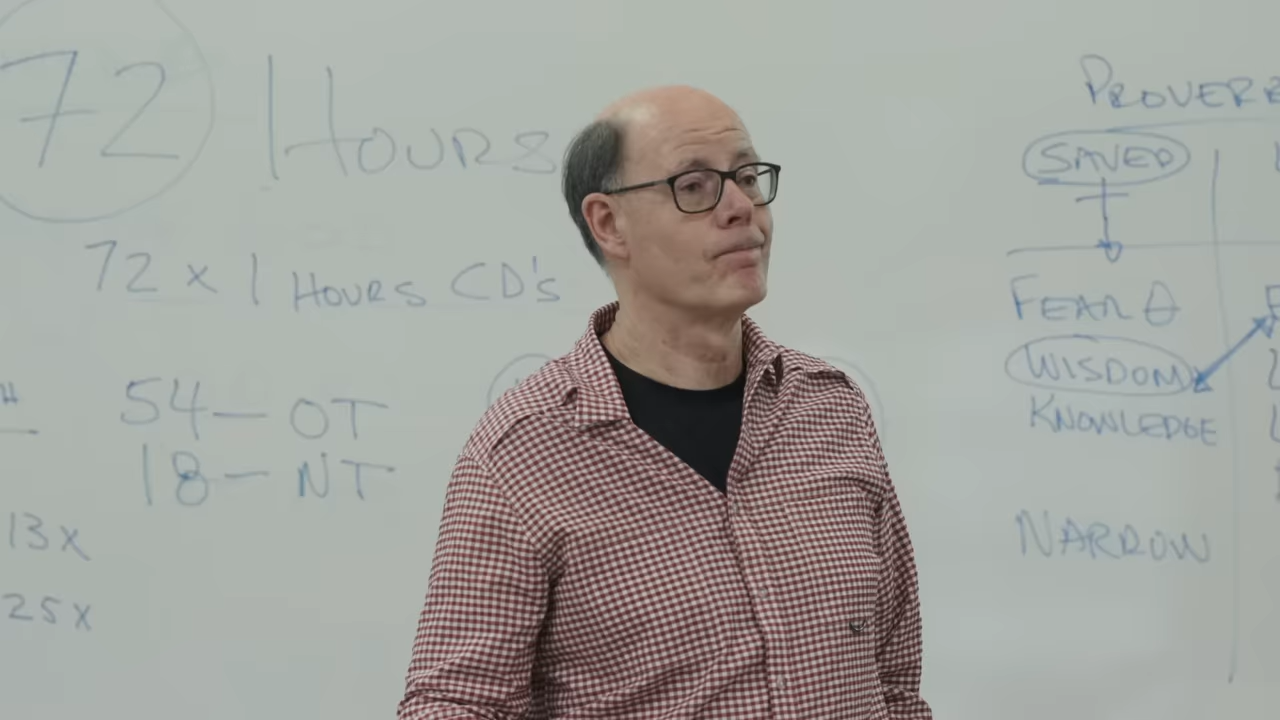 72 HOURS
72 x 1 HOURS CD's
54 — OT
18 — NT
13x
25x
PROVERB
SAVED
FEAR θ
WISDOM
KNOWLEDGE
NARROW